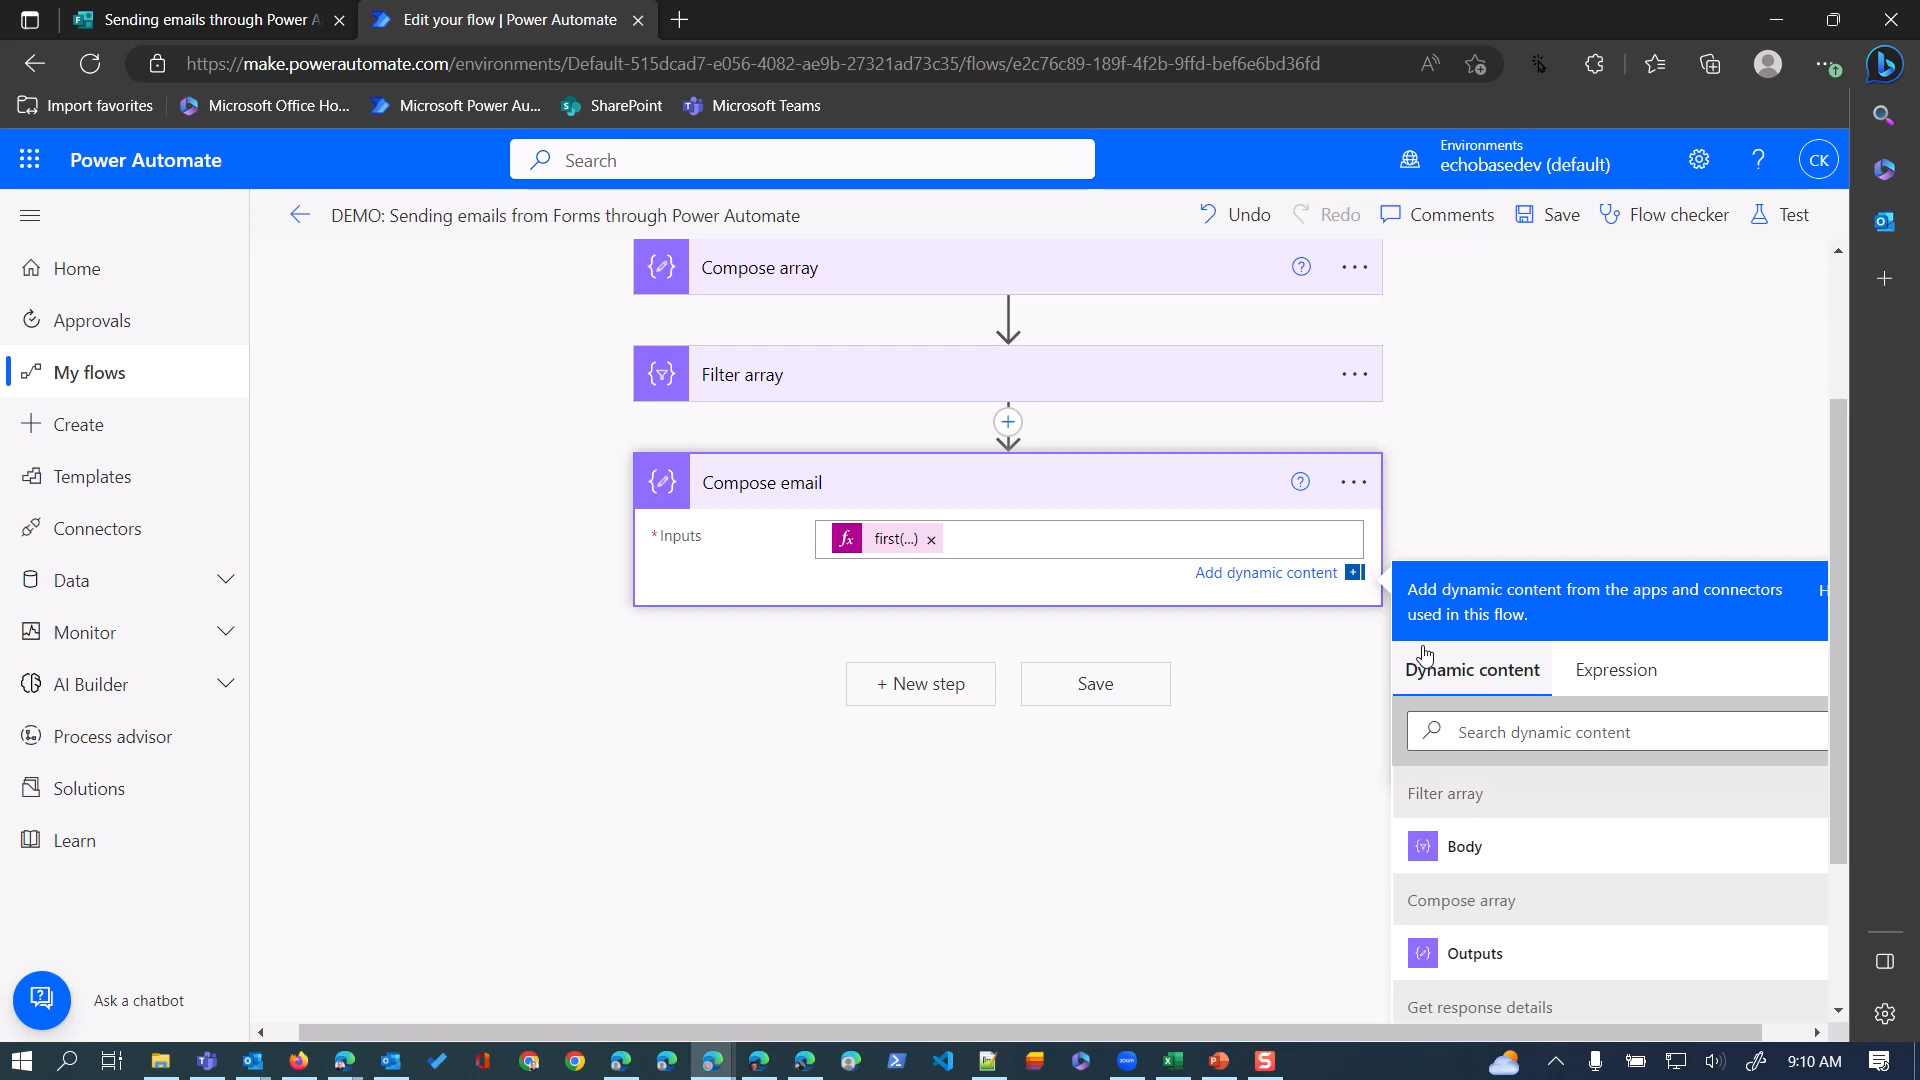 Sending emails through Power A
Edit your flow | Power Automate
https://make.powerautomate.com/environments/Default-515dcad7-e056-4082-ae9b-27321ad73c35/flows/e2c76c89-189f-4f2b-9ffd-bef6e6bd36fd
Import favorites
Microsoft Office Ho...
Microsoft Power Au...
SharePoint
Microsoft Teams
Power Automate
Search
Environments
echobasedev (default)
CK
DEMO: Sending emails from Forms through Power Automate
Undo
Redo
Comments
Save
Flow checker
Test
Home
Approvals
My flows
Create
Templates
Connectors
Data
Monitor
AI Builder
Process advisor
Solutions
Learn
Ask a chatbot
Compose array
Filter array
Compose email
* Inputs
fx first(...)
Add dynamic content
+ New step
Save
Add dynamic content from the apps and connectors
used in this flow.
H
Dynamic content
Expression
Search dynamic content
Filter array
Body
Compose array
Outputs
Get response details
9:10 AM